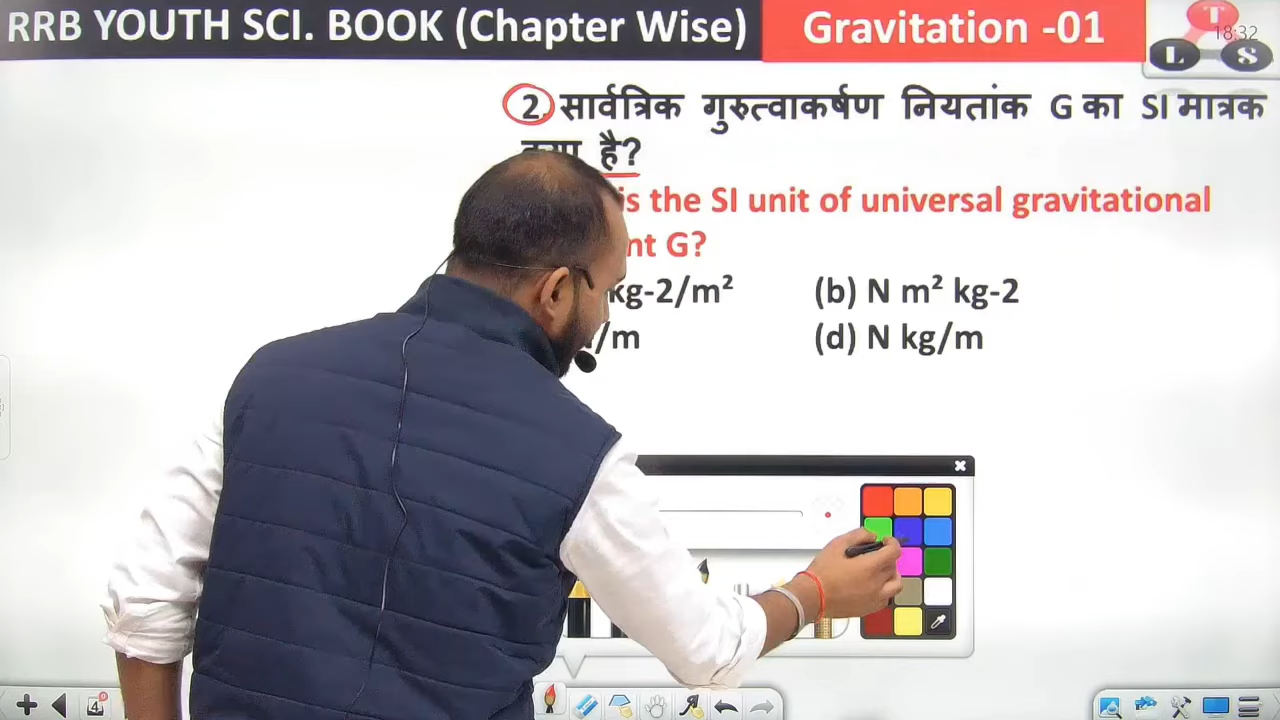 RRB YOUTH SCI. BOOK (Chapter Wise) Gravitation -01
T
18:32
L S
2. सार्वत्रिक गुरुत्वाकर्षण नियतांक G का SI मात्रक
है?
is the SI unit of universal gravitational
G?
kg-2/m² (b) N m² kg-2
/m (d) N kg/m